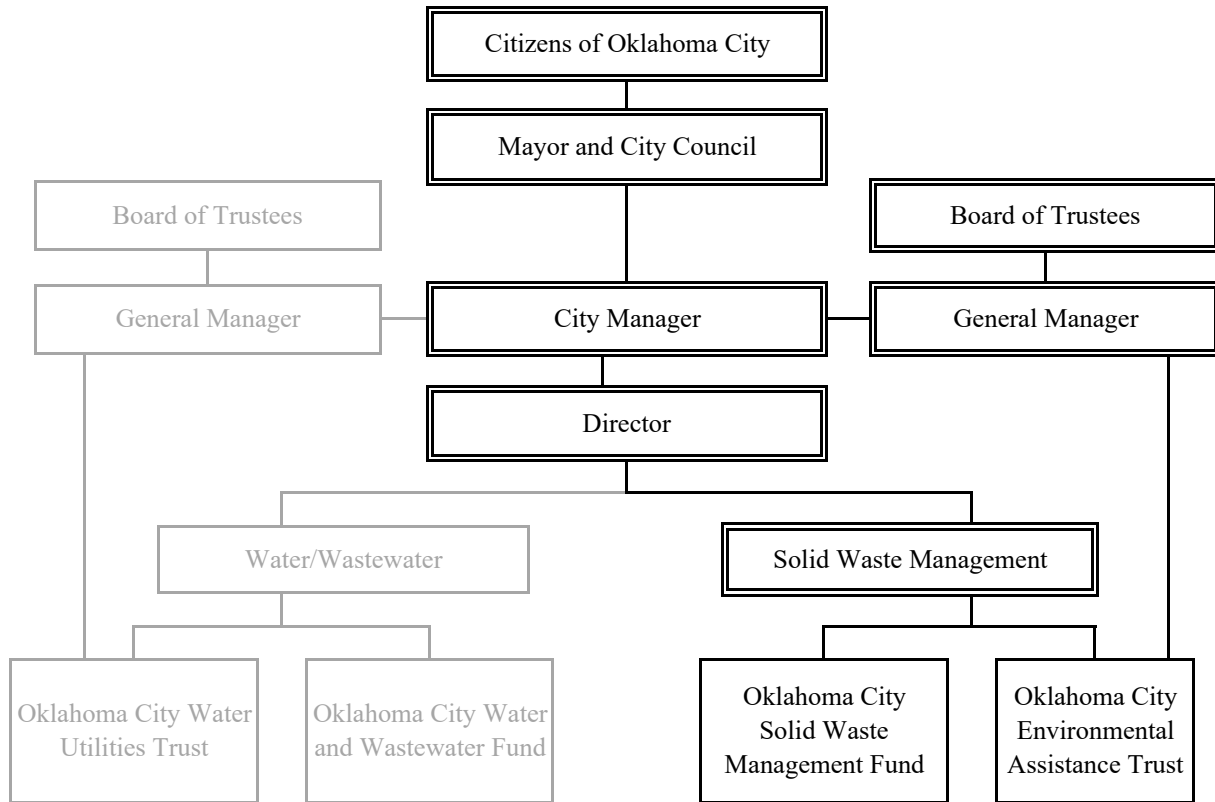 Citizens of Oklahoma City
Mayor and City Council
Board of Trustees
Board of Trustees
General Manager
City Manager
General Manager
Director
Water/Wastewater
Solid Waste Management
Oklahoma City Water
Utilities Trust
Oklahoma City Water
and Wastewater Fund
Oklahoma City
Solid Waste
Management Fund
Oklahoma City
Environmental
Assistance Trust